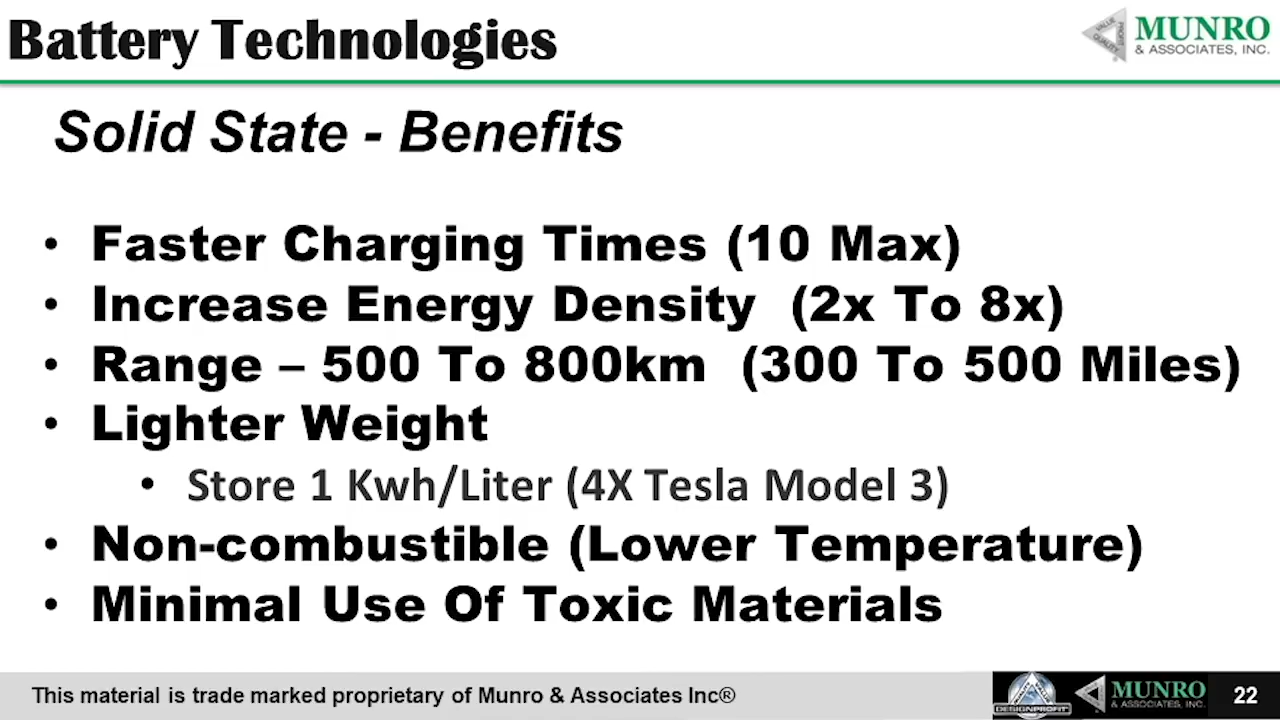 Battery Technologies
MUNRO
& ASSOCIATES, INC.
VALUE
QUALITY
Solid State - Benefits
• Faster Charging Times (10 Max)
• Increase Energy Density (2x To 8x)
• Range – 500 To 800km (300 To 500 Miles)
• Lighter Weight
• Store 1 Kwh/Liter (4X Tesla Model 3)
• Non-combustible (Lower Temperature)
• Minimal Use Of Toxic Materials
This material is trade marked proprietary of Munro & Associates Inc®
DESIGNPROFIT
MUNRO
& ASSOCIATES, INC.
22